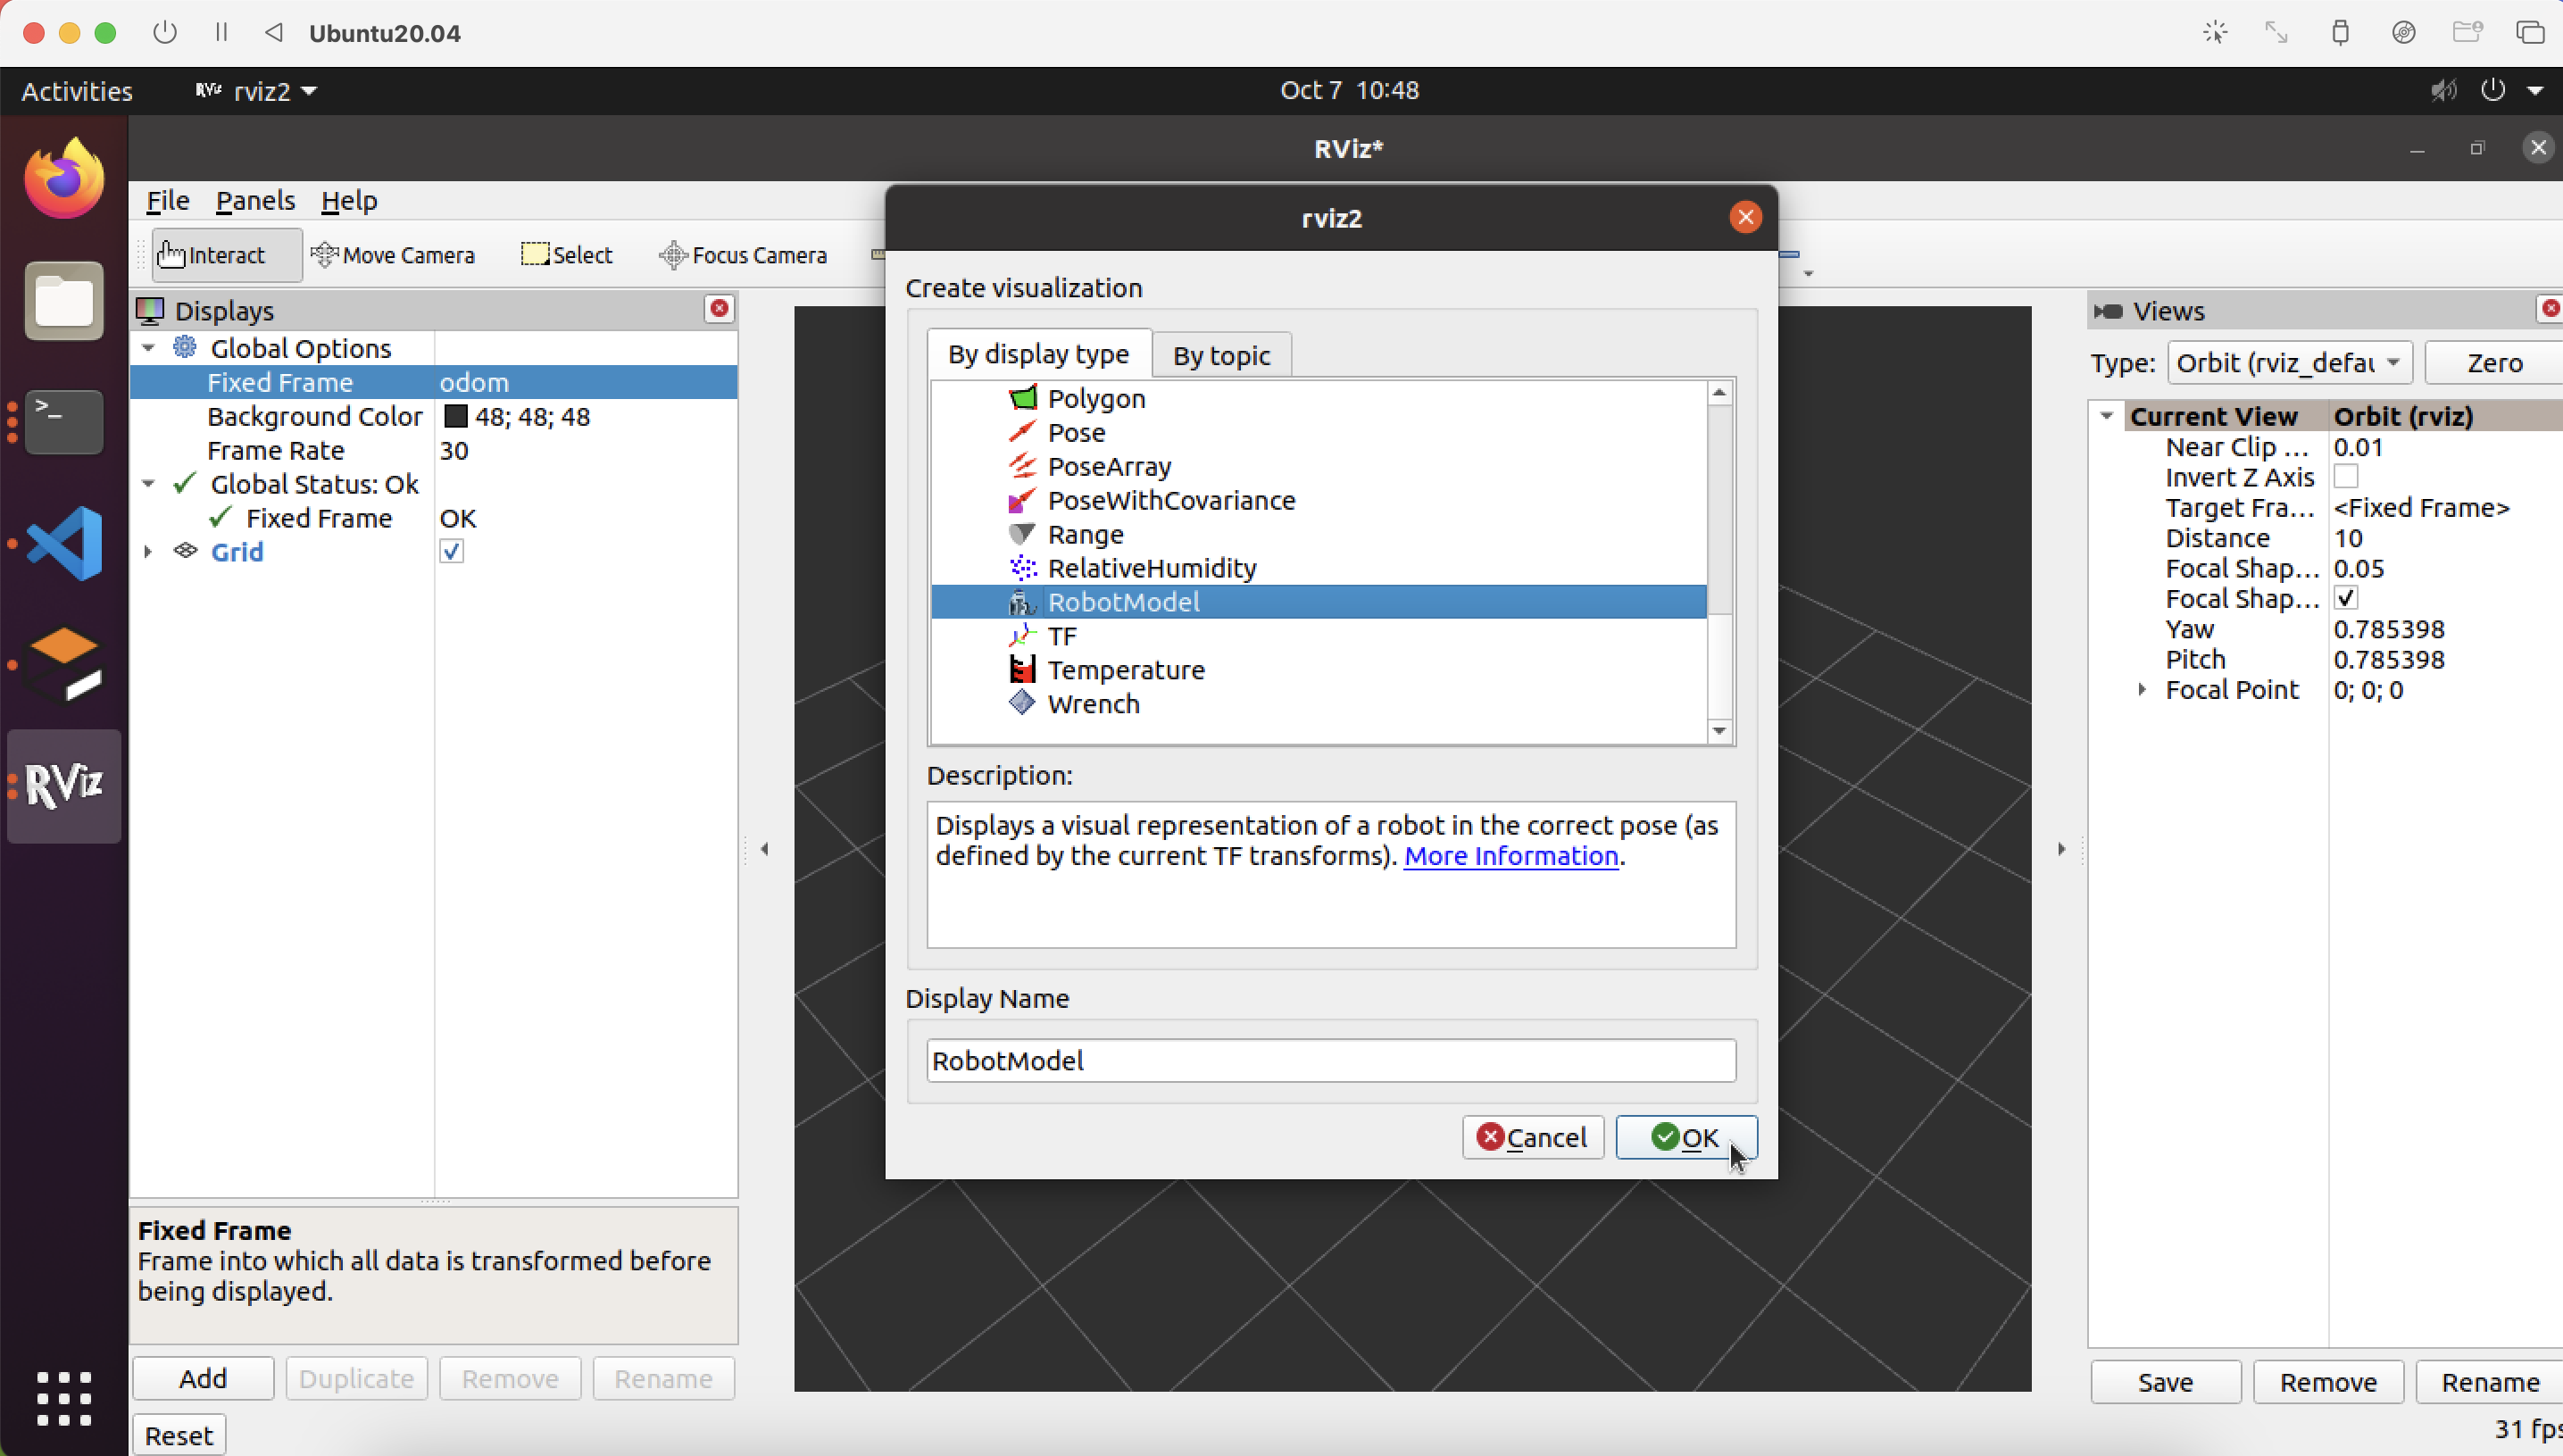 Ubuntu20.04
Activities
RViz rviz2
Oct 7 10:48
RViz*
File Panels Help
Interact Move Camera Select Focus Camera
Displays
Global Options
Fixed Frame odom
Background Color 48; 48; 48
Frame Rate 30
Global Status: Ok
Fixed Frame OK
Grid
RViz
Fixed Frame
Frame into which all data is transformed before
being displayed.
Add Duplicate Remove Rename
Reset
rviz2
Create visualization
By display type By topic
Polygon
Pose
PoseArray
PoseWithCovariance
Range
RelativeHumidity
RobotModel
TF
Temperature
Wrench
Description:
Displays a visual representation of a robot in the correct pose (as
defined by the current TF transforms). More Information.
Display Name
RobotModel
Cancel OK
Views
Type: Orbit (rviz_defau Zero
Current View Orbit (rviz)
Near Clip ... 0.01
Invert Z Axis
Target Fra... <Fixed Frame>
Distance 10
Focal Shap... 0.05
Focal Shap...
Yaw 0.785398
Pitch 0.785398
Focal Point 0; 0; 0
Save Remove Rename
31 fps